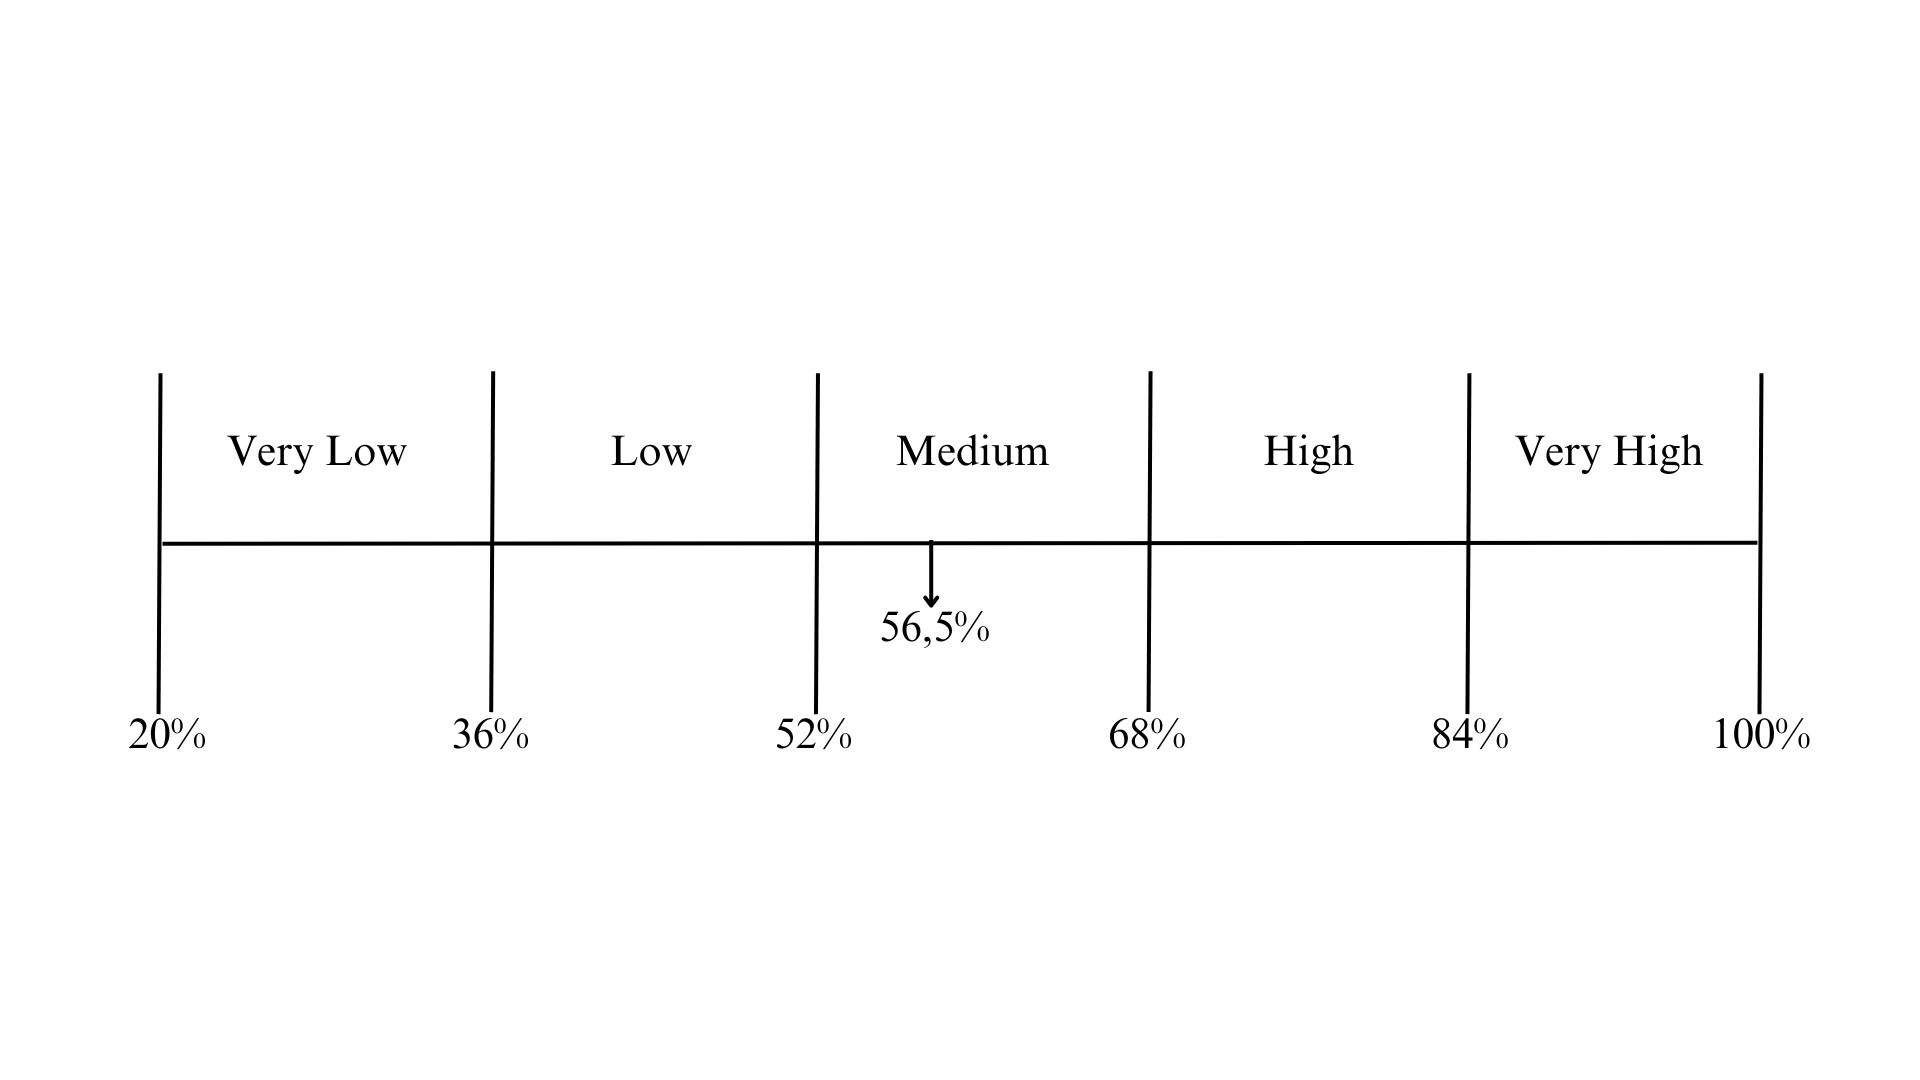 Very Low
Low
Medium
High
Very High
56,5%
20%
36%
52%
68%
84%
100%